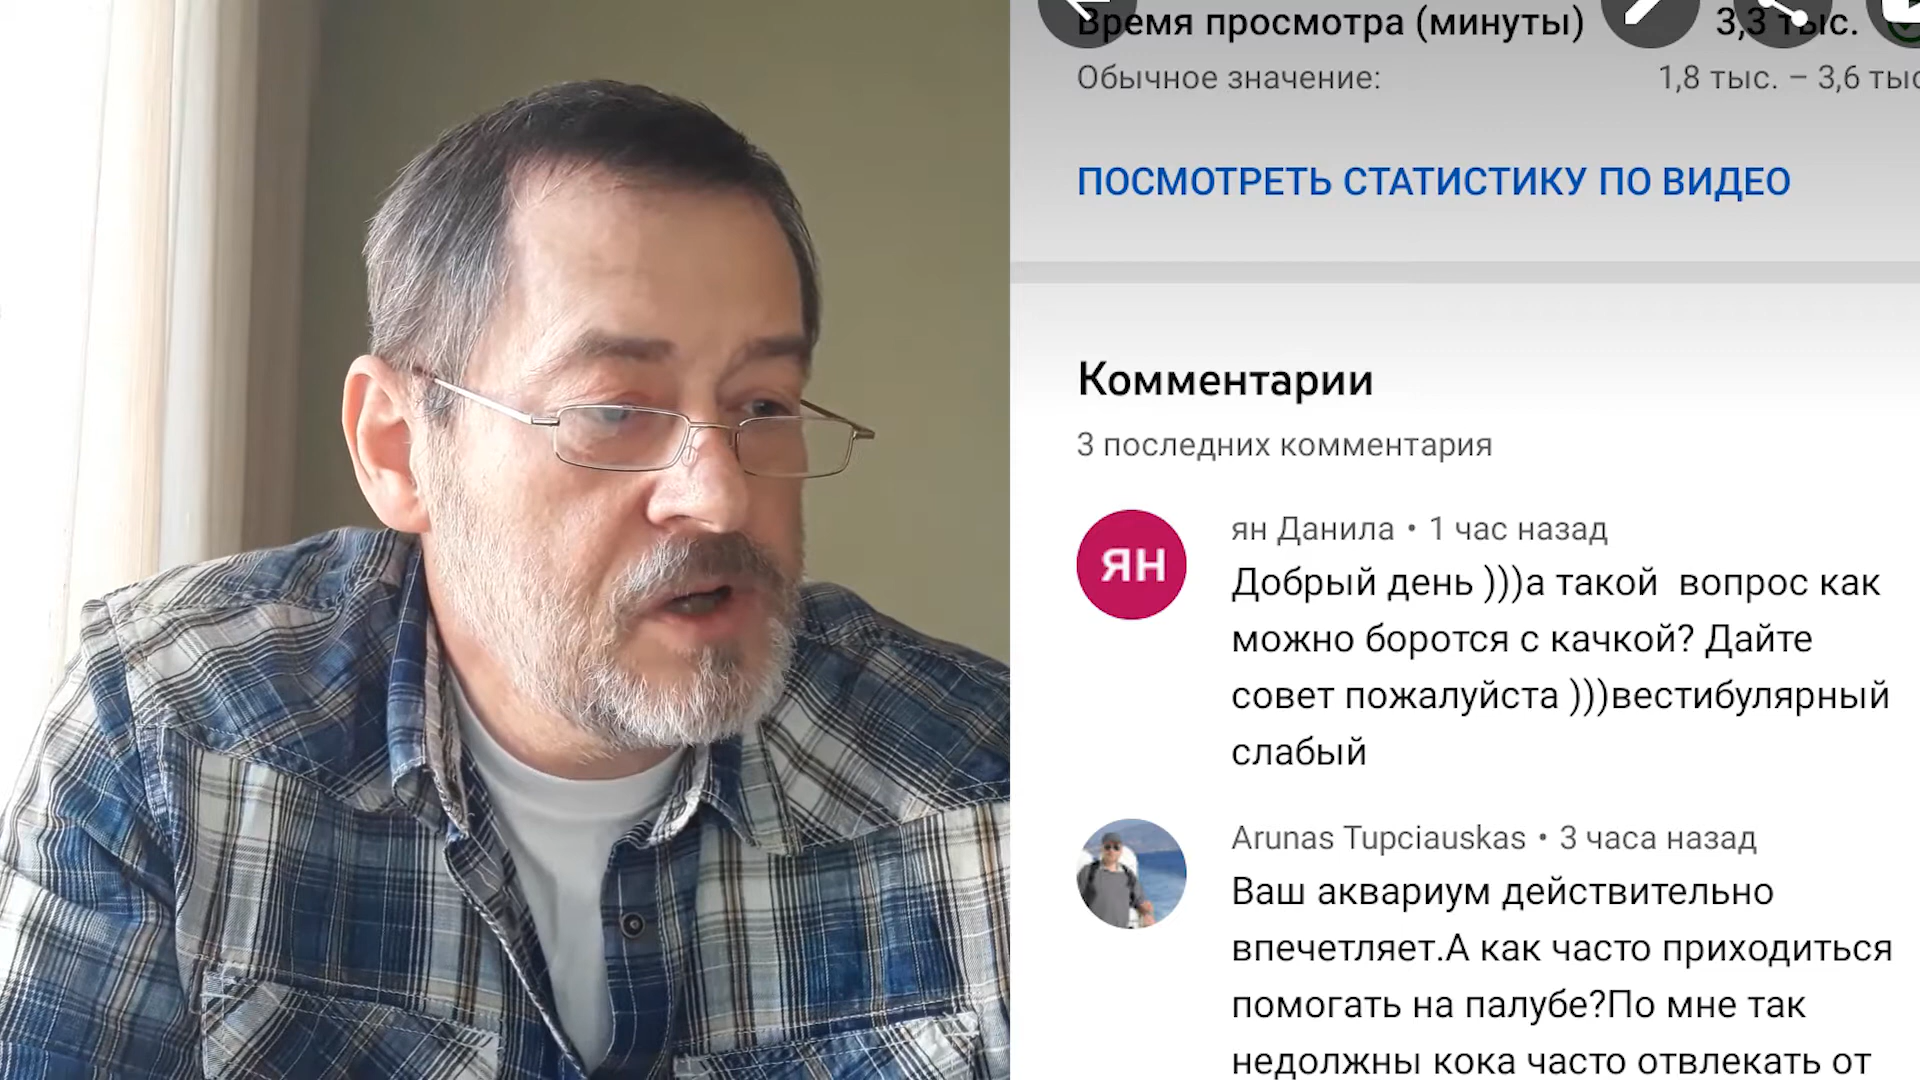 Время просмотра (минуты) 3,3 тыс.
Обычное значение: 1,8 тыс. – 3,6 тыс
ПОСМОТРЕТЬ СТАТИСТИКУ ПО ВИДЕО
Комментарии
3 последних комментария
ЯН
ян Данила • 1 час назад
Добрый день )))а такой вопрос как
можно боротся с качкой? Дайте
совет пожалуйста )))вестибулярный
слабый
Arunas Tupciauskas • 3 часа назад
Ваш аквариум действительно
впечетляет.А как часто приходиться
помогать на палубе?По мне так
недолжны кока часто отвлекать от